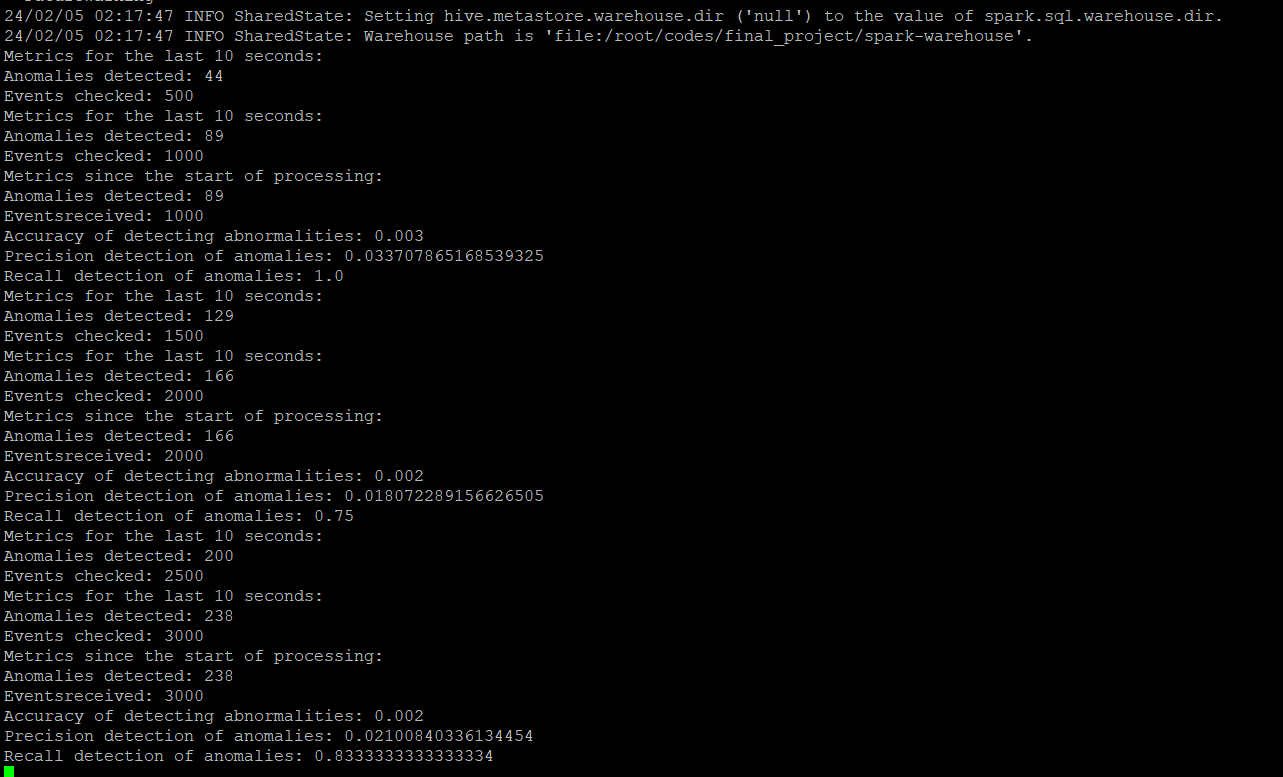 24/02/05 02:17:47 INFO SharedState: Setting hive.metastore.warehouse.dir ('null') to the value of spark.sql.warehouse.dir.
24/02/05 02:17:47 INFO SharedState: Warehouse path is 'file:/root/codes/final_project/spark-warehouse'.
Metrics for the last 10 seconds:
Anomalies detected: 44
Events checked: 500
Metrics for the last 10 seconds:
Anomalies detected: 89
Events checked: 1000
Metrics since the start of processing:
Anomalies detected: 89
Eventsreceived: 1000
Accuracy of detecting abnormalities: 0.003
Precision detection of anomalies: 0.033707865168539325
Recall detection of anomalies: 1.0
Metrics for the last 10 seconds:
Anomalies detected: 129
Events checked: 1500
Metrics for the last 10 seconds:
Anomalies detected: 166
Events checked: 2000
Metrics since the start of processing:
Anomalies detected: 166
Eventsreceived: 2000
Accuracy of detecting abnormalities: 0.002
Precision detection of anomalies: 0.018072289156626505
Recall detection of anomalies: 0.75
Metrics for the last 10 seconds:
Anomalies detected: 200
Events checked: 2500
Metrics for the last 10 seconds:
Anomalies detected: 238
Events checked: 3000
Metrics since the start of processing:
Anomalies detected: 238
Eventsreceived: 3000
Accuracy of detecting abnormalities: 0.002
Precision detection of anomalies: 0.02100840336134454
Recall detection of anomalies: 0.8333333333333334